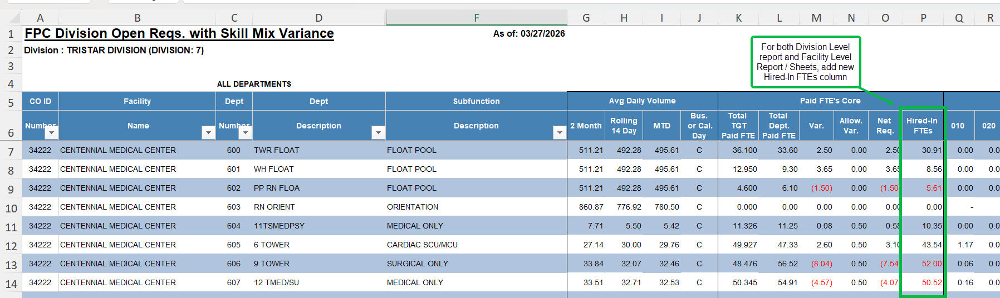 A B C D F G H I J K L M N O P Q R
1 FPC Division Open Reqs. with Skill Mix Variance As of: 03/27/2026
2 Division : TRISTAR DIVISION (DIVISION: 7)
3
4 ALL DEPARTMENTS
For both Division Level
report and Facility Level
Report / Sheets, add new
Hired-In FTEs column
5 CO ID Facility Dept Dept Subfunction Avg Daily Volume Paid FTE's Core
6 Number Name Number Description Description 2 Month Rolling 14 Day MTD Bus. or Cal. Day Total TGT Paid FTE Total Dept. Paid FTE Var. Allow. Var. Net Req. Hired-In FTEs 010 020
7 34222 CENTENNIAL MEDICAL CENTER 600 TWR FLOAT FLOAT POOL 511.21 492.28 495.61 C 36.100 33.60 2.50 0.00 2.50 30.91 0.00 0.0
8 34222 CENTENNIAL MEDICAL CENTER 601 WH FLOAT FLOAT POOL 511.21 492.28 495.61 C 12.950 9.30 3.65 0.00 3.65 8.56 0.00 0.0
9 34222 CENTENNIAL MEDICAL CENTER 602 PP RN FLOA FLOAT POOL 511.21 492.28 495.61 C 4.600 6.10 (1.50) 0.00 (1.50 5.61 0.00 0.0
10 34222 CENTENNIAL MEDICAL CENTER 603 RN ORIENT ORIENTATION 860.87 776.92 780.50 C 0.000 0.00 0.00 0.00 0.00 0.00 -
11 34222 CENTENNIAL MEDICAL CENTER 604 11TSMEDPSY MEDICAL ONLY 7.71 5.50 5.42 C 11.326 11.25 0.08 0.50 0.58 10.35 0.00 0.0
12 34222 CENTENNIAL MEDICAL CENTER 605 6 TOWER CARDIAC SCU/MCU 27.14 30.00 29.76 C 49.927 47.33 2.60 0.50 3.10 43.54 1.17 0.0
13 34222 CENTENNIAL MEDICAL CENTER 606 9 TOWER SURGICAL ONLY 33.84 32.07 32.46 C 48.476 56.52 (8.04) 0.50 (7.54 52.00 0.06 0.0
14 34222 CENTENNIAL MEDICAL CENTER 607 12 TMED/SU MEDICAL ONLY 33.51 32.71 32.53 C 50.345 54.91 (4.57) 0.50 (4.07 50.52 0.16 0.0